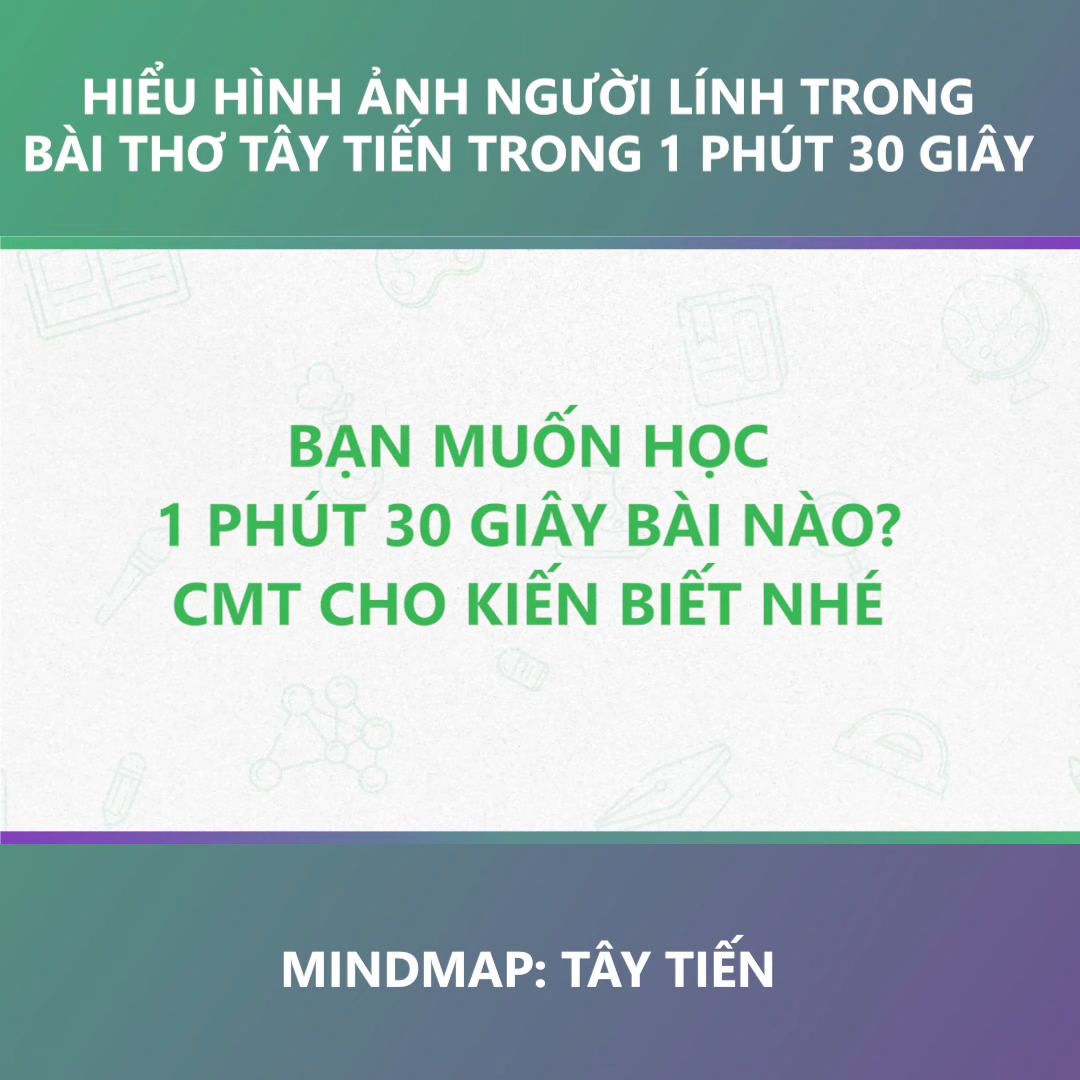 HIỂU HÌNH ẢNH NGƯỜI LÍNH TRONG
BÀI THƠ TÂY TIẾN TRONG 1 PHÚT 30 GIÂY
BẠN MUỐN HỌC
1 PHÚT 30 GIÂY BÀI NÀO?
CMT CHO KIẾN BIẾT NHÉ
MINDMAP: TÂY TIẾN